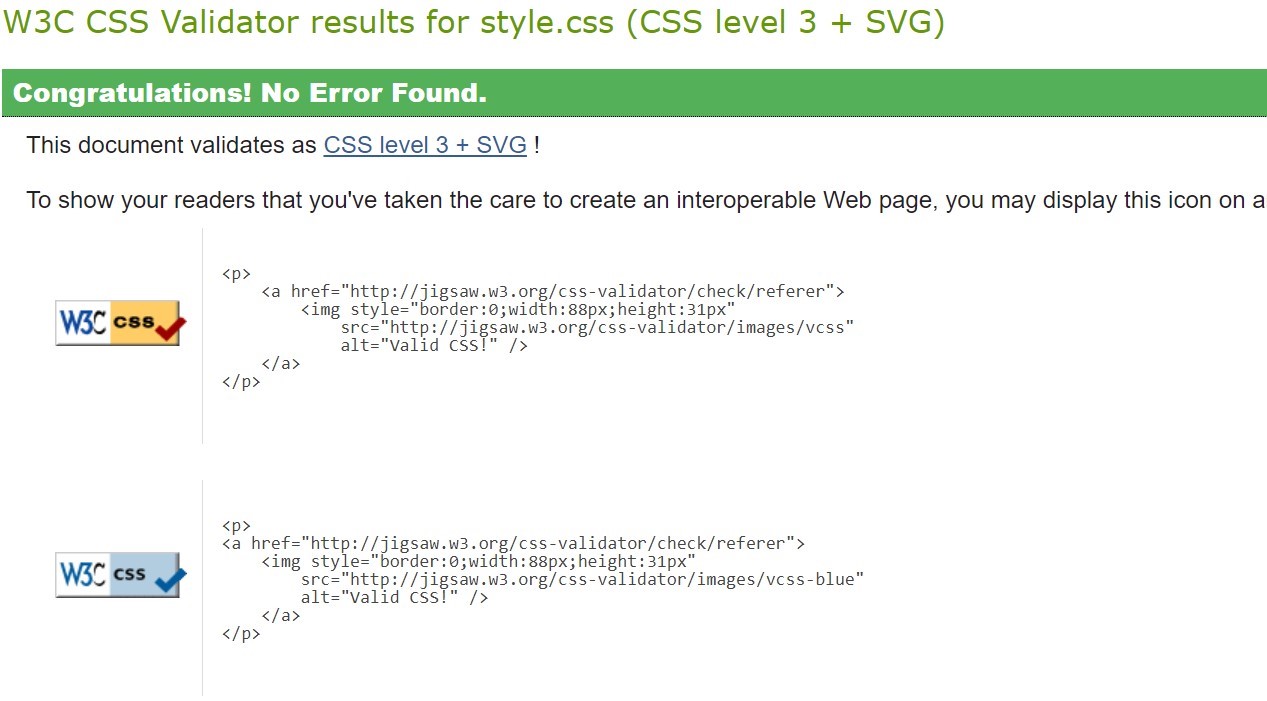 W3C CSS Validator results for style.css (CSS level 3 + SVG)
Congratulations! No Error Found.
This document validates as CSS level 3 + SVG !
To show your readers that you've taken the care to create an interoperable Web page, you may display this icon on a
W3C css
<p>
    <a href="http://jigsaw.w3.org/css-validator/check/referer">
        <img style="border:0;width:88px;height:31px"
            src="http://jigsaw.w3.org/css-validator/images/vcss"
            alt="Valid CSS!" />
    </a>
</p>
W3C css
<p>
<a href="http://jigsaw.w3.org/css-validator/check/referer">
    <img style="border:0;width:88px;height:31px"
        src="http://jigsaw.w3.org/css-validator/images/vcss-blue"
        alt="Valid CSS!" />
    </a>
</p>